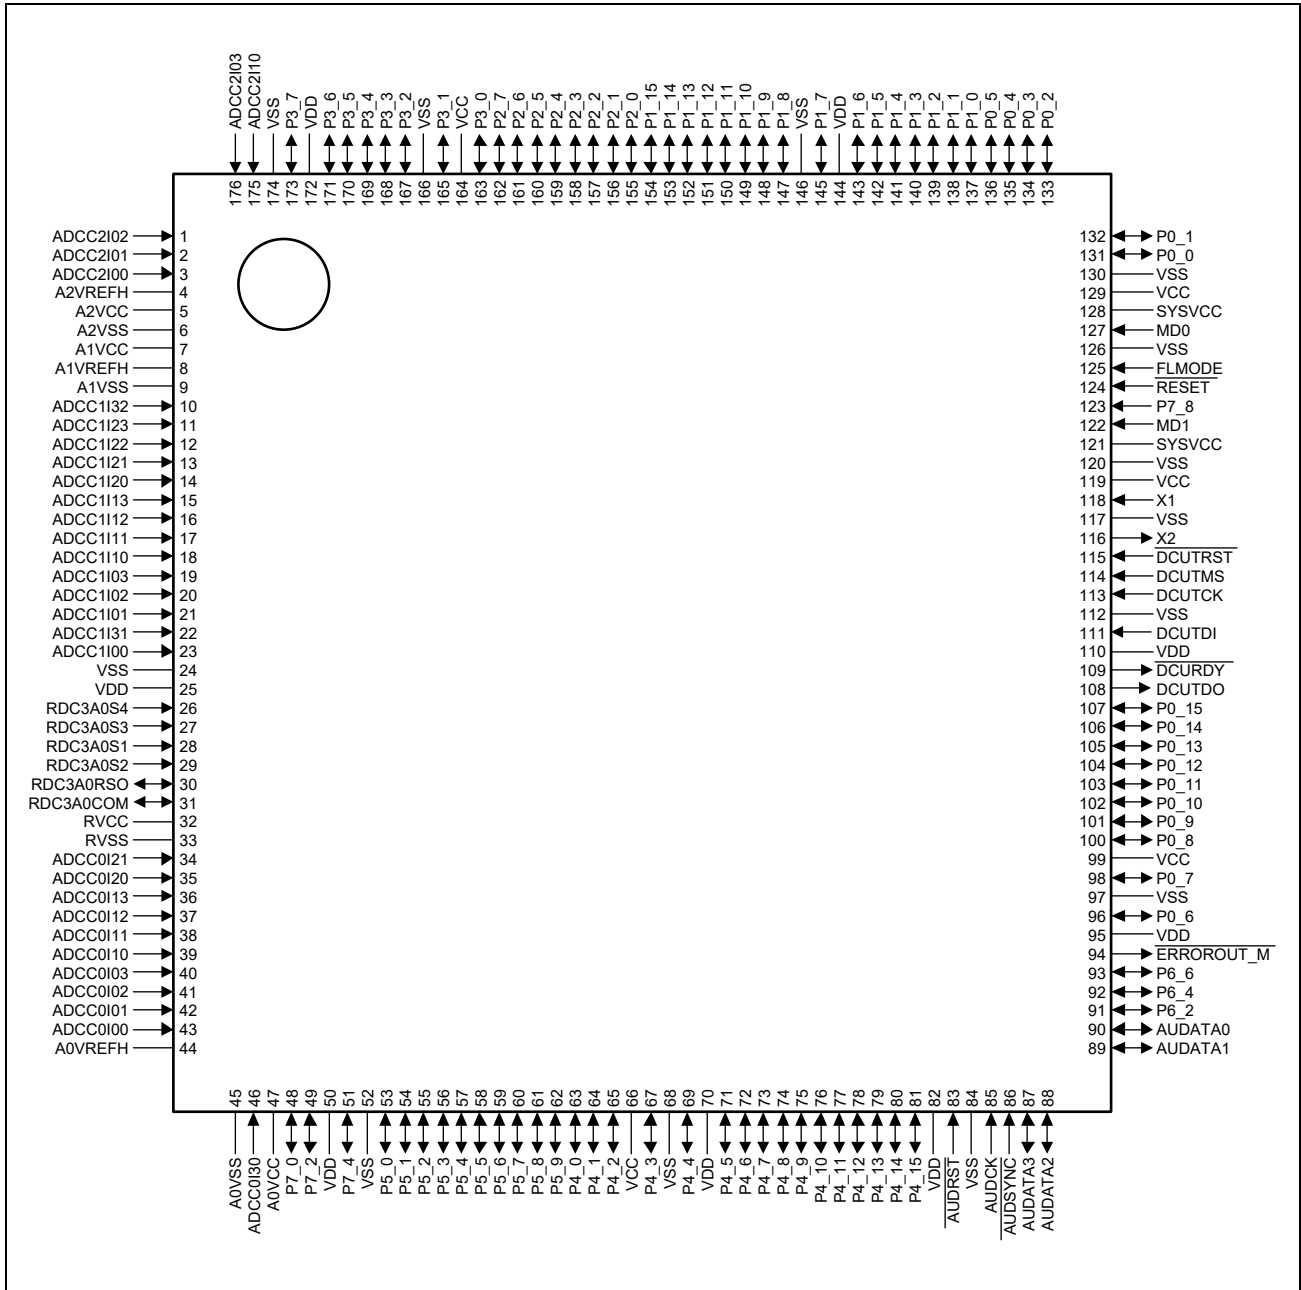 176 ADCC2I03
175 ADCC2I10
174 VSS
173 P3_7
172 VDD
171 P3_6
170 P3_5
169 P3_4
168 P3_3
167 P3_2
166 VSS
165 P3_1
164 VCC
163 P3_0
162 P2_7
161 P2_6
160 P2_5
159 P2_4
158 P2_3
157 P2_2
156 P2_1
155 P2_0
154 P1_15
153 P1_14
152 P1_13
151 P1_12
150 P1_11
149 P1_10
148 P1_9
147 P1_8
146 VSS
145 P1_7
144 VDD
143 P1_6
142 P1_5
141 P1_4
140 P1_3
139 P1_2
138 P1_1
137 P1_0
136 P0_5
135 P0_4
134 P0_3
133 P0_2
ADCC2I02 1
ADCC2I01 2
ADCC2I00 3
A2VREFH 4
A2VCC 5
A2VSS 6
A1VCC 7
A1VREFH 8
A1VSS 9
ADCC1I32 10
ADCC1I23 11
ADCC1I22 12
ADCC1I21 13
ADCC1I20 14
ADCC1I13 15
ADCC1I12 16
ADCC1I11 17
ADCC1I10 18
ADCC1I03 19
ADCC1I02 20
ADCC1I01 21
ADCC1I31 22
ADCC1I00 23
VSS 24
VDD 25
RDC3A0S4 26
RDC3A0S3 27
RDC3A0S1 28
RDC3A0S2 29
RDC3A0RSO 30
RDC3A0COM 31
RVCC 32
RVSS 33
ADCC0I21 34
ADCC0I20 35
ADCC0I13 36
ADCC0I12 37
ADCC0I11 38
ADCC0I10 39
ADCC0I03 40
ADCC0I02 41
ADCC0I01 42
ADCC0I00 43
A0VREFH 44
132 P0_1
131 P0_0
130 VSS
129 VCC
128 SYSVCC
127 MD0
126 VSS
125 FLMODE
124 RESET
123 P7_8
122 MD1
121 SYSVCC
120 VSS
119 VCC
118 X1
117 VSS
116 X2
115 DCUTRST
114 DCUTMS
113 DCUTCK
112 VSS
111 DCUTDI
110 VDD
109 DCURDY
108 DCUTDO
107 P0_15
106 P0_14
105 P0_13
104 P0_12
103 P0_11
102 P0_10
101 P0_9
100 P0_8
99 VCC
98 P0_7
97 VSS
96 P0_6
95 VDD
94 ERROROUT_M
93 P6_6
92 P6_4
91 P6_2
90 AUDATA0
89 AUDATA1
45 A0VSS
46 ADCC0I30
47 A0VCC
48 P7_0
49 P7_2
50 VDD
51 P7_4
52 VSS
53 P5_0
54 P5_1
55 P5_2
56 P5_3
57 P5_4
58 P5_5
59 P5_6
60 P5_7
61 P5_8
62 P5_9
63 P4_0
64 P4_1
65 P4_2
66 VCC
67 P4_3
68 VSS
69 P4_4
70 VDD
71 P4_5
72 P4_6
73 P4_7
74 P4_8
75 P4_9
76 P4_10
77 P4_11
78 P4_12
79 P4_13
80 P4_14
81 P4_15
82 VDD
83 AUDRST
84 VSS
85 AUDCK
86 AUDSYNC
87 AUDATA3
88 AUDATA2